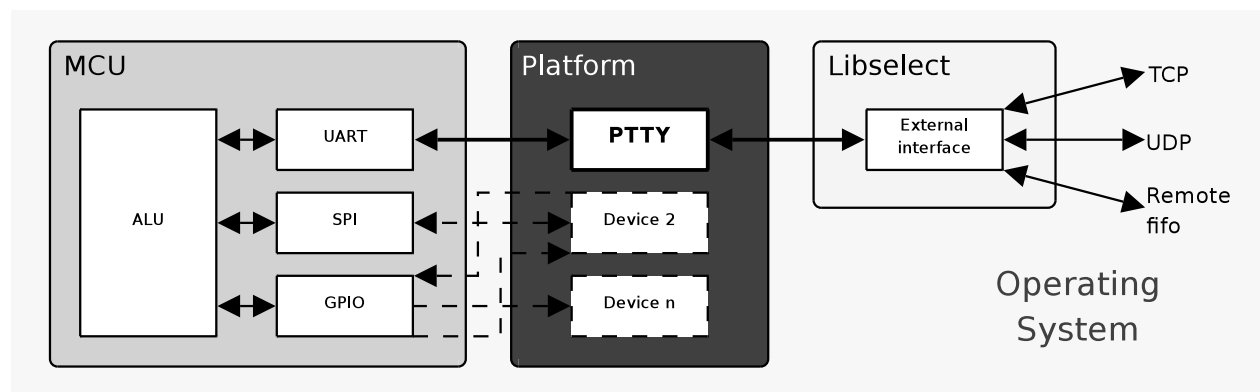 MCU
Platform
Libselect
ALU
UART
SPI
GPIO
PTTY
Device 2
Device n
External
interface
TCP
UDP
Remote
fifo
Operating
System